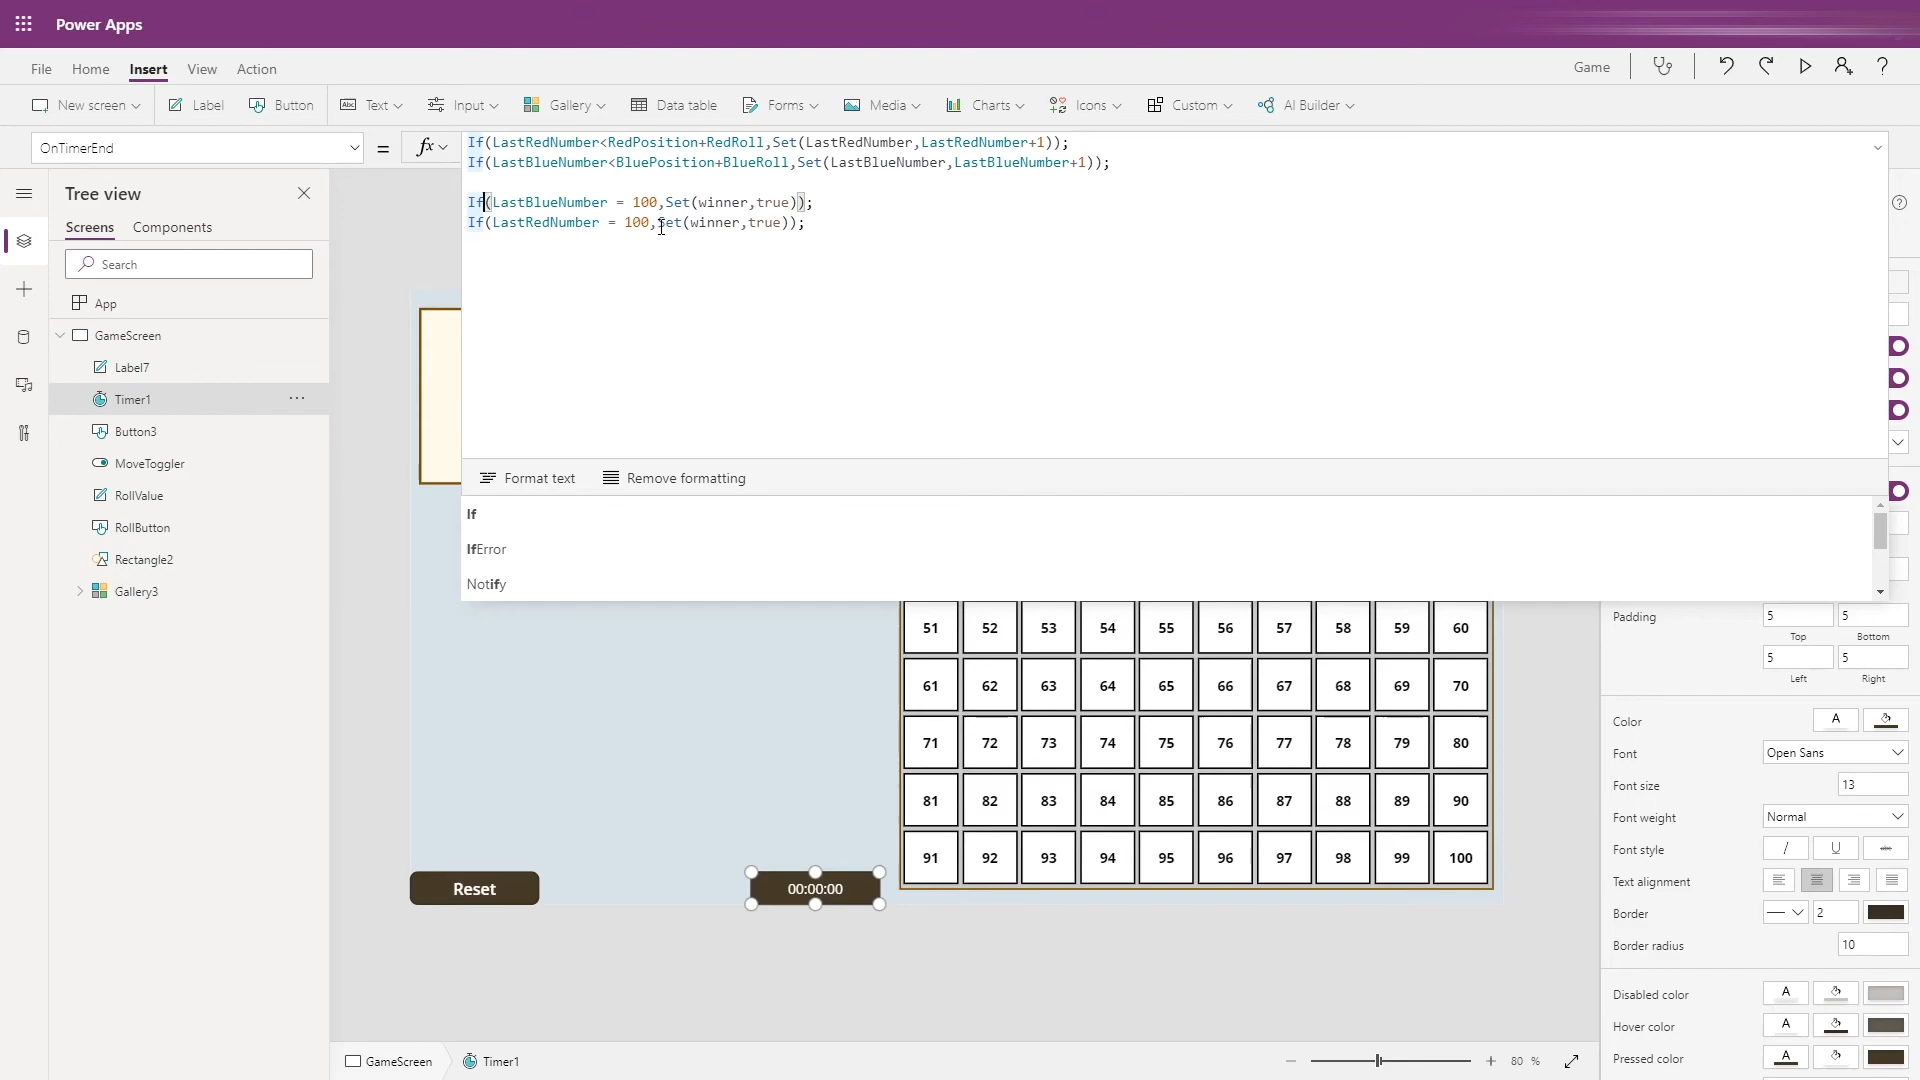 Power Apps
File Home Insert View Action Game
New screen Label Button Text Input Gallery Data table Forms Media Charts Icons Custom AI Builder
OnTimerEnd = fx
If(LastRedNumber<RedPosition+RedRoll,Set(LastRedNumber,LastRedNumber+1));
If(LastBlueNumber<BluePosition+BlueRoll,Set(LastBlueNumber,LastBlueNumber+1));
If(LastBlueNumber = 100,Set(winner,true));
If(LastRedNumber = 100,Set(winner,true));
Format text Remove formatting
If
IfError
Notify
Tree view
Screens Components
Search
App
GameScreen
Label7
Timer1
Button3
MoveToggler
RollValue
RollButton
Rectangle2
Gallery3
51 52 53 54 55 56 57 58 59 60
61 62 63 64 65 66 67 68 69 70
71 72 73 74 75 76 77 78 79 80
81 82 83 84 85 86 87 88 89 90
91 92 93 94 95 96 97 98 99 100
Reset
00:00:00
Padding 5 5
Top Bottom
5 5
Left Right
Color A
Font Open Sans
Font size 13
Font weight Normal
Font style / U abc
Text alignment
Border 2
Border radius 10
Disabled color A
Hover color A
Pressed color A
GameScreen Timer1
80 %